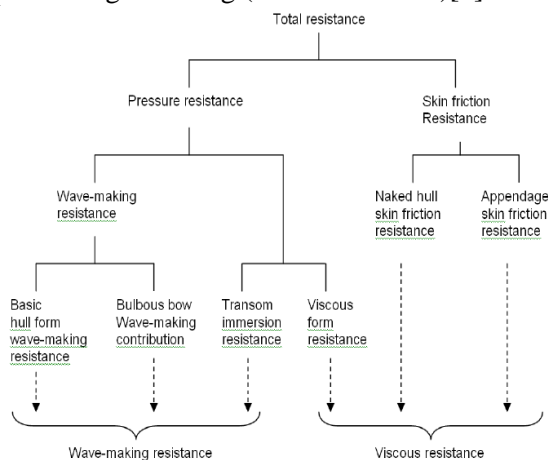 Total resistance
Pressure resistance
Skin friction
Resistance
Wave-making
resistance
Naked hull
skin friction
resistance
Appendage
skin friction
resistance
Basic
hull form
wave-making
resistance
Bulbous bow
Wave-making
contribution
Transom
immersion
resistance
Viscous
form
resistance
Wave-making resistance
Viscous resistance